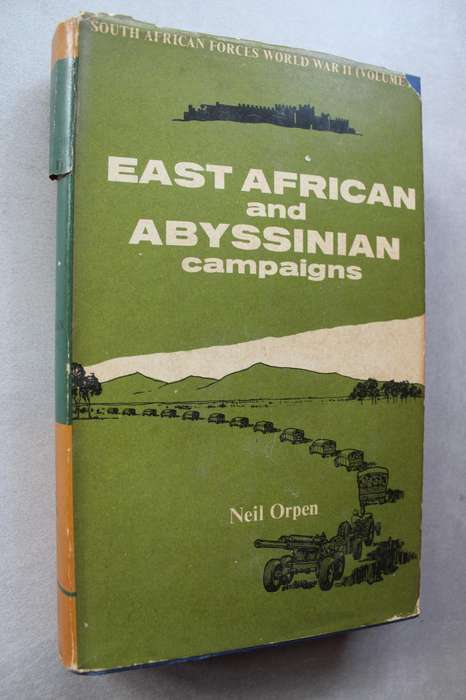 SOUTH AFRICAN FORCES WORLD WAR II (VOLUME
EAST AFRICAN
and
ABYSSINIAN
campaigns
Neil Orpen